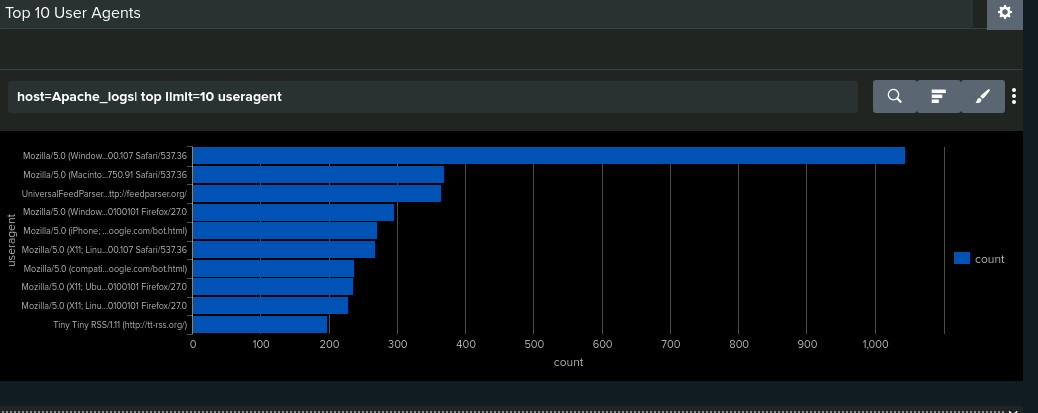 Top 10 User Agents
host=Apache_logs| top limit=10 useragent
Mozilla/5.0 (Window...00.107 Safari/537.36
Mozilla/5.0 (Macinto...750.91 Safari/537.36
UniversalFeedParser...ttp://feedparser.org/
Mozilla/5.0 (Window...0100101 Firefox/27.0
Mozilla/5.0 (iPhone; ...oogle.com/bot.html)
Mozilla/5.0 (X11; Linu...00.107 Safari/537.36
Mozilla/5.0 (compati...oogle.com/bot.html)
Mozilla/5.0 (X11; Ubu...0100101 Firefox/27.0
Mozilla/5.0 (X11; Linu...0100101 Firefox/27.0
Tiny Tiny RSS/1.11 (http://tt-rss.org/)
useragent
0 100 200 300 400 500 600 700 800 900 1,000
count
count